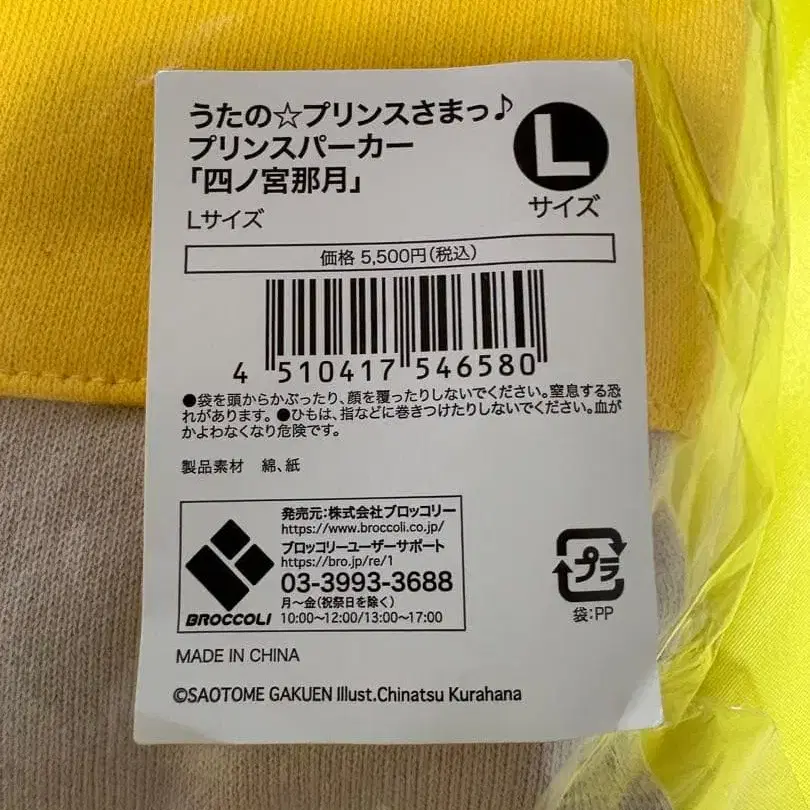 うたの☆プリンスさまっ♪
プリンスパーカー
「四ノ宮那月」
Lサイズ
L
サイズ
価格 5,500円(税込)
4 510417 546580
●袋を頭からかぶったり、顔を覆ったりしないでください。窒息する恐
れがあります。●ひもは、指などに巻きつけたりしないでください。血が
かよわなくなり危険です。
製品素材 綿、紙
発売元:株式会社ブロッコリー
https://www.broccoli.co.jp/
ブロッコリーユーザーサポート
https://bro.jp/re/1
03-3993-3688
月〜金(祝祭日を除く)
10:00〜12:00/13:00〜17:00
BROCCOLI
プラ
袋:PP
MADE IN CHINA
©SAOTOME GAKUEN Illust.Chinatsu Kurahana